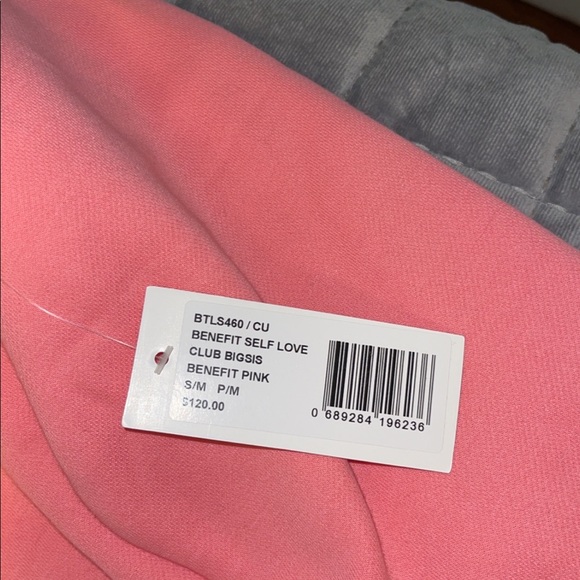 BTLS460 / CU
BENEFIT SELF LOVE
CLUB BIGSIS
BENEFIT PINK
S/M P/M
$120.00
0 689284 196236